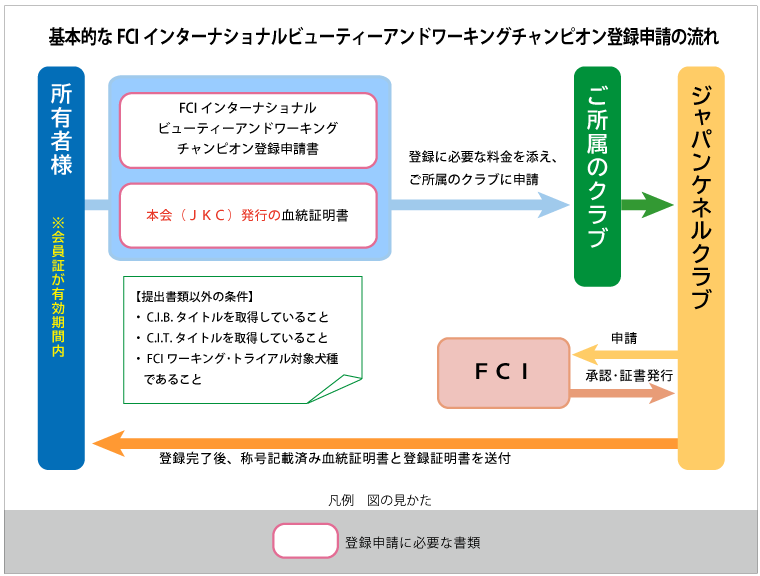 基本的な FCI インターナショナルビューティーアンドワーキングチャンピオン登録申請の流れ
所有者様
※会員証が有効期間内
FCI インターナショナル
ビューティーアンドワーキング
チャンピオン登録申請書
本会（ＪＫＣ）発行の血統証明書
登録に必要な料金を添え、
ご所属のクラブに申請
ご所属のクラブ
ジャパンケネルクラブ
【提出書類以外の条件】
・ C.I.B. タイトルを取得していること
・ C.I.T. タイトルを取得していること
・ FCI ワーキング･トライアル対象犬種
であること
ＦＣＩ
申請
承認･証書発行
登録完了後、称号記載済み血統証明書と登録証明書を送付
凡例　図の見かた
登録申請に必要な書類